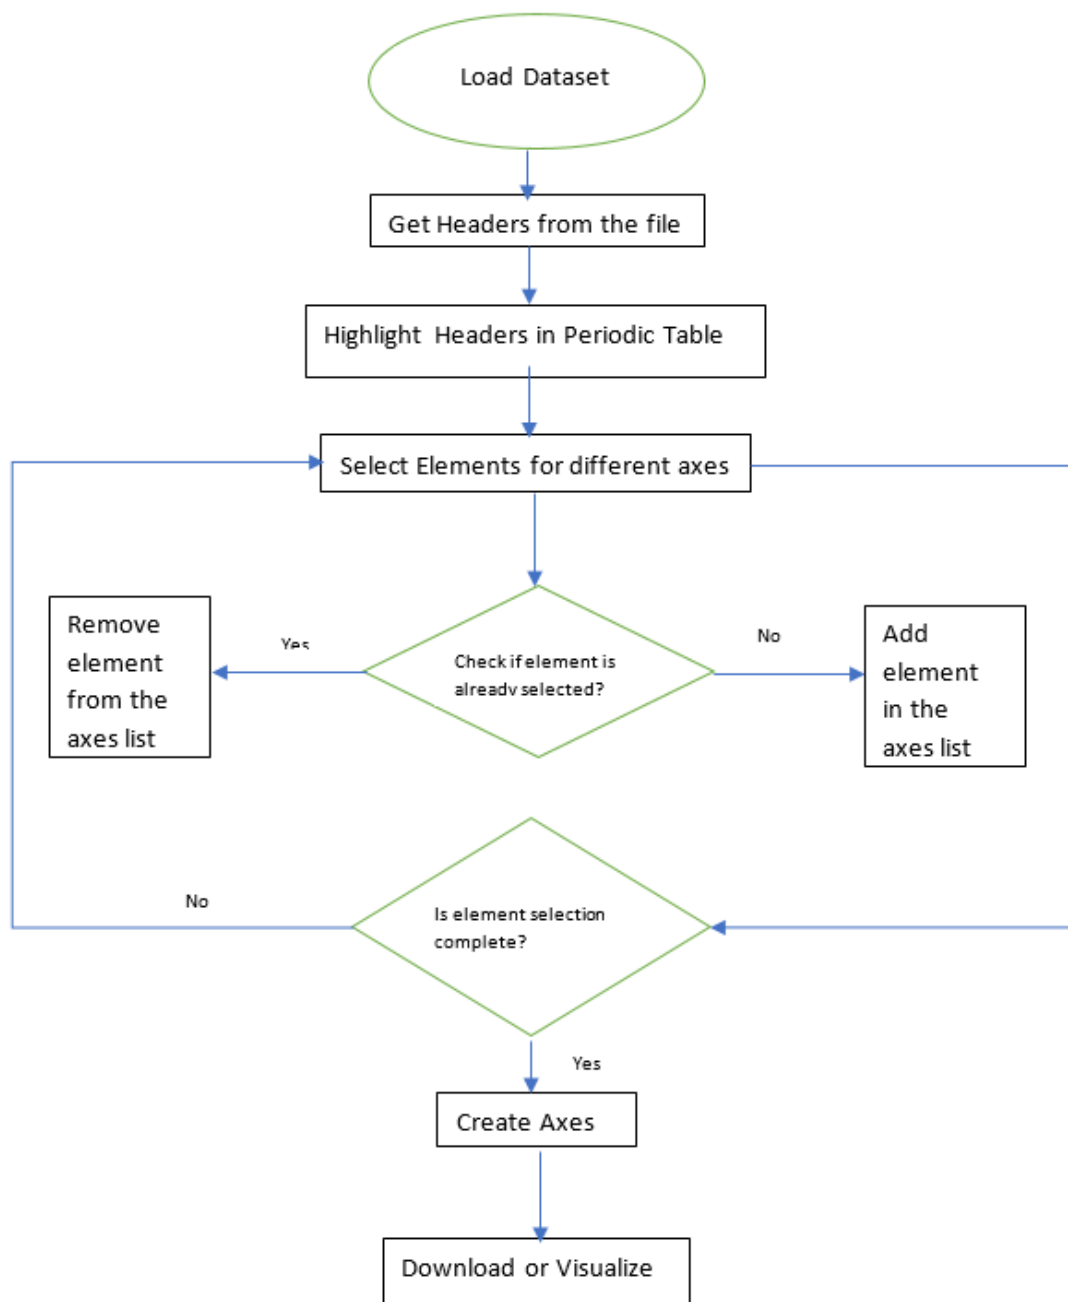 Load Dataset
Get Headers from the file
Highlight Headers in Periodic Table
Select Elements for different axes
Remove
element
from the
axes list
Yes
Check if element is
already selected?
No
Add
element
in the
axes list
No
Is element selection
complete?
Yes
Create Axes
Download or Visualize